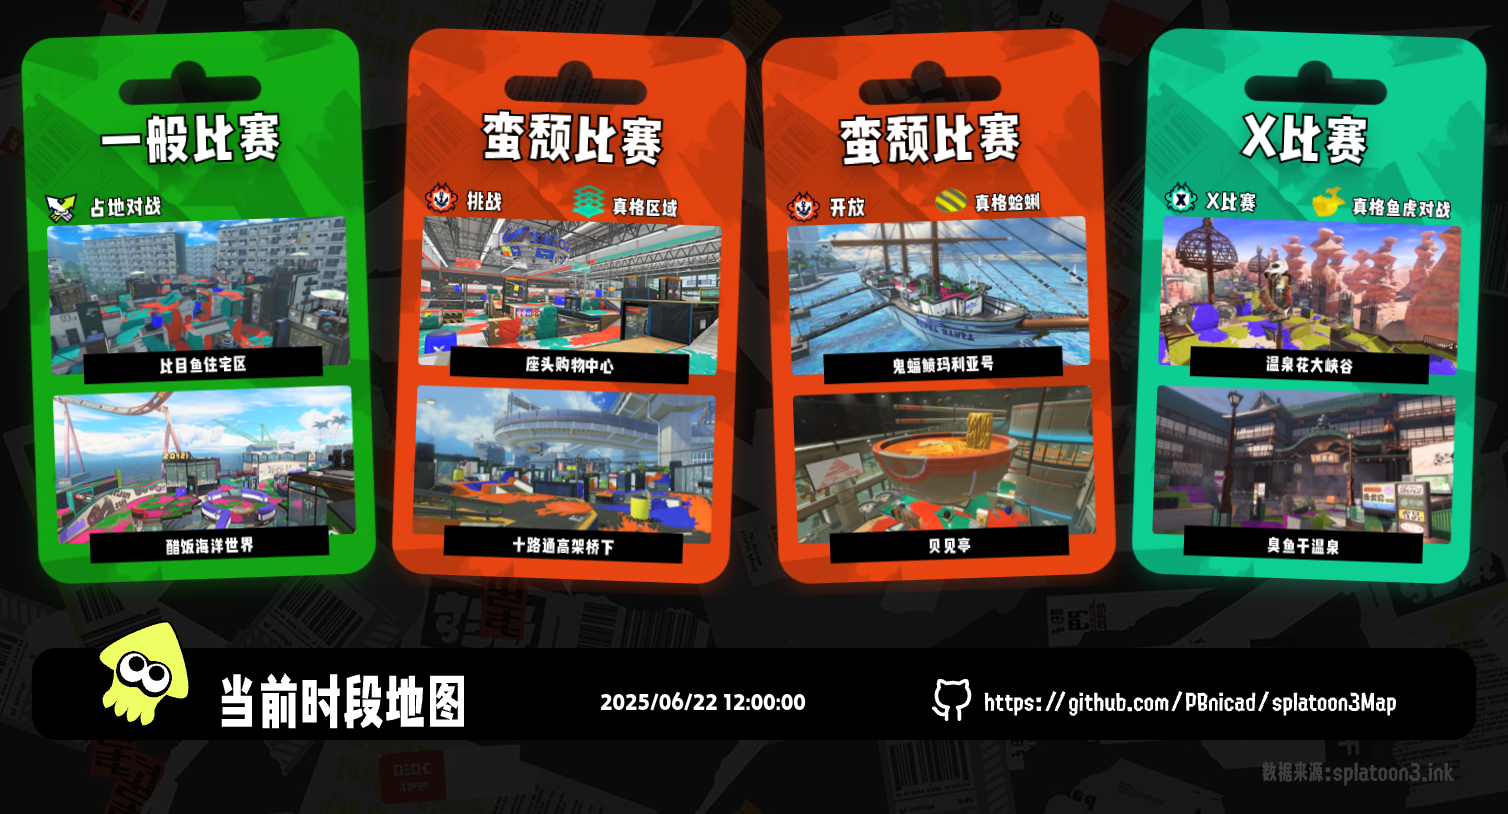 一般比赛
占地对战
比目鱼住宅区
醋饭海洋世界
蛮颓比赛
挑战
真格区域
座头购物中心
十路通高架桥下
蛮颓比赛
开放
真格蛤蜊
鬼蝠鲼玛利亚号
贝见亭
X比赛
X比赛
真格鱼虎对战
温泉花大峡谷
臭鱼干温泉
当前时段地图
2025/06/22 12:00:00
https://github.com/PBnicad/splatoon3Map
数据来源:splatoon3.ink